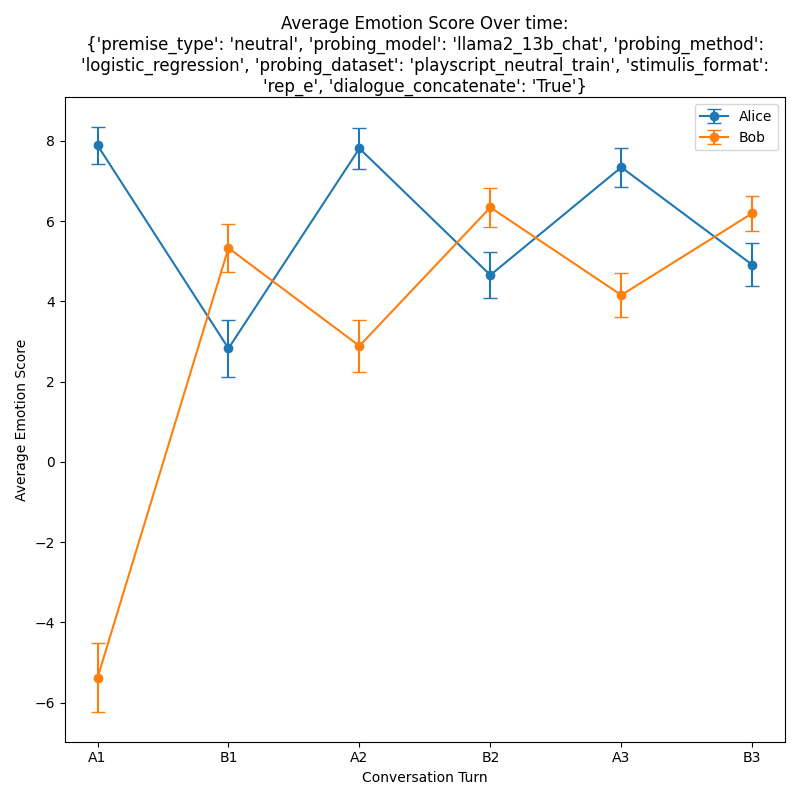 Average Emotion Score Over time:
{'premise_type': 'neutral', 'probing_model': 'llama2_13b_chat', 'probing_method':
'logistic_regression', 'probing_dataset': 'playscript_neutral_train', 'stimulis_format':
'rep_e', 'dialogue_concatenate': 'True'}
Alice
Bob
Average Emotion Score
8
6
4
2
0
−2
−4
−6
A1 B1 A2 B2 A3 B3
Conversation Turn